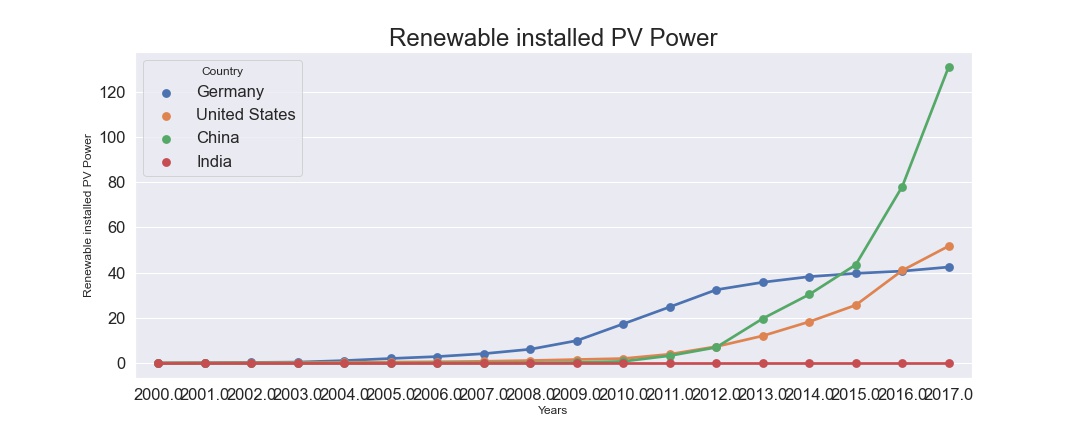 Renewable installed PV Power
Country
Germany
United States
China
India
Renewable installed PV Power
120
100
80
60
40
20
0
2000.0 2001.0 2002.0 2003.0 2004.0 2005.0 2006.0 2007.0 2008.0 2009.0 2010.0 2011.0 2012.0 2013.0 2014.0 2015.0 2016.0 2017.0
Years